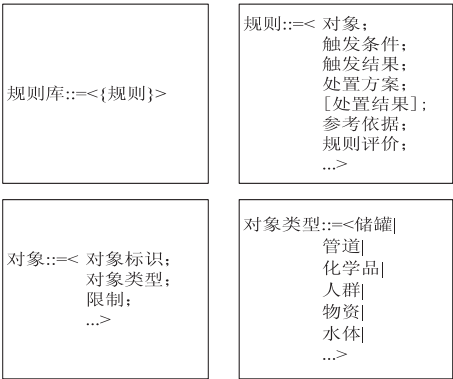 规则库::=<{规则}>
规则::=< 对象;
触发条件;
触发结果;
处置方案;
[处置结果];
参考依据;
规则评价;
...>
对象::=< 对象标识;
对象类型;
限制;
...>
对象类型::=<储罐|
管道|
化学品|
人群|
物资|
水体|
...>